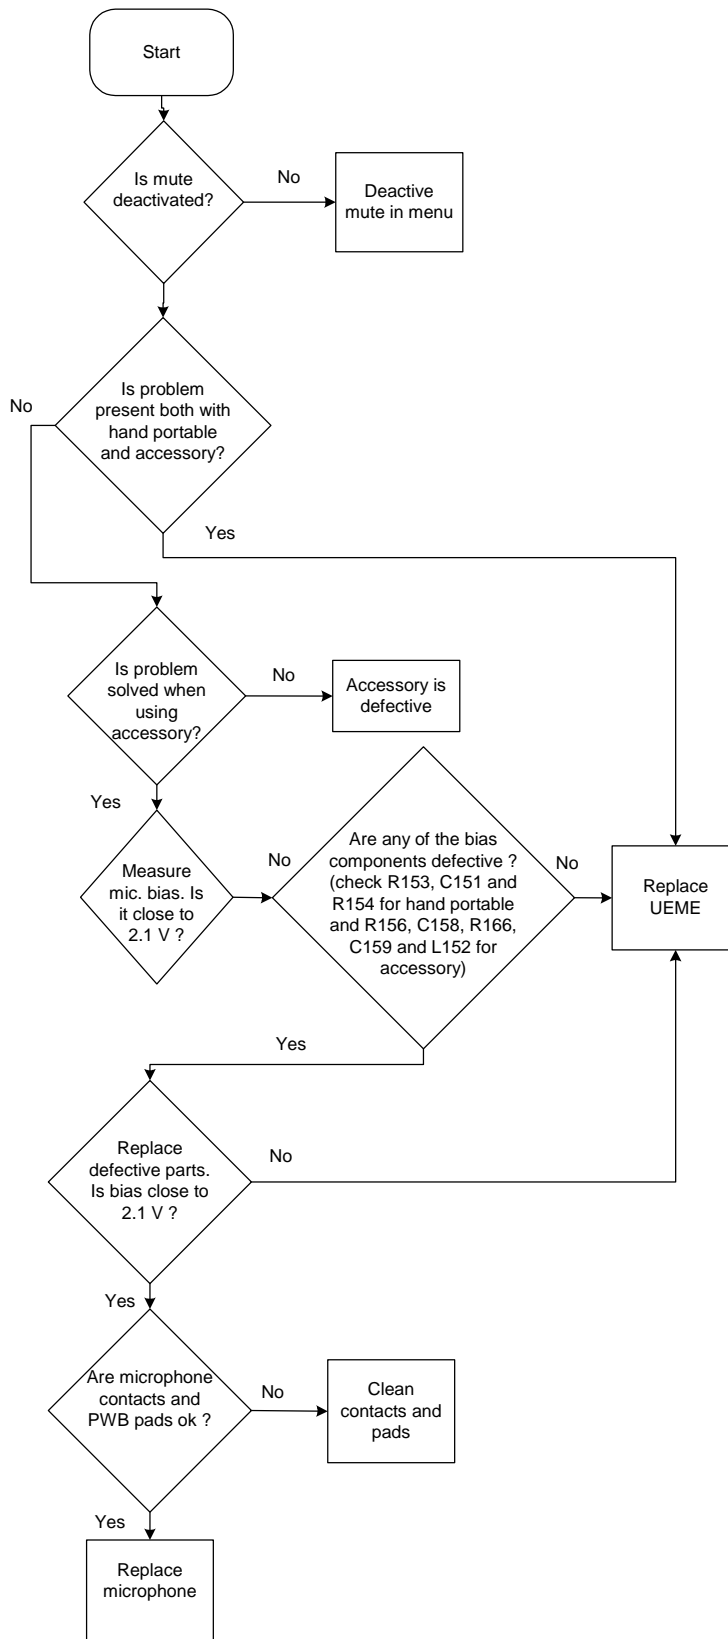 Start
Is mute
deactivated?
No
Deactive
mute in menu
Is problem
present both with
hand portable
and accessory?
No
Yes
Is problem
solved when
using
accessory?
No
Accessory is
defective
Yes
Measure
mic. bias. Is
it close to
2.1 V ?
No
Are any of the bias
components defective ?
(check R153, C151 and
R154 for hand portable
and R156, C158, R166,
C159 and L152 for
accessory)
No
Replace
UEME
Yes
Replace
defective parts.
Is bias close to
2.1 V ?
No
Yes
Are microphone
contacts and
PWB pads ok ?
No
Clean
contacts and
pads
Yes
Replace
microphone